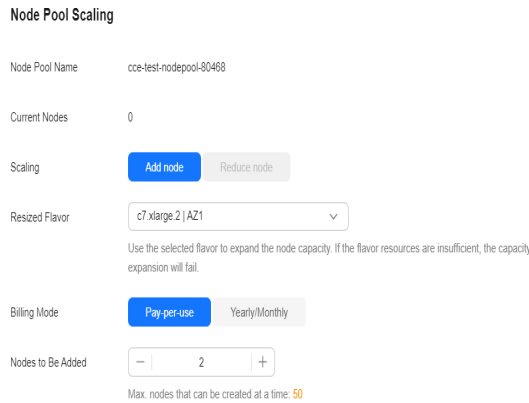 Node Pool Scaling
Node Pool Name cce-test-nodepool-80468
Current Nodes 0
Scaling Add node Reduce node
Resized Flavor c7.xlarge.2 | AZ1
Use the selected flavor to expand the node capacity. If the flavor resources are insufficient, the capacity
expansion will fail.
Billing Mode Pay-per-use Yearly/Monthly
Nodes to Be Added − 2 +
Max. nodes that can be created at a time: 50